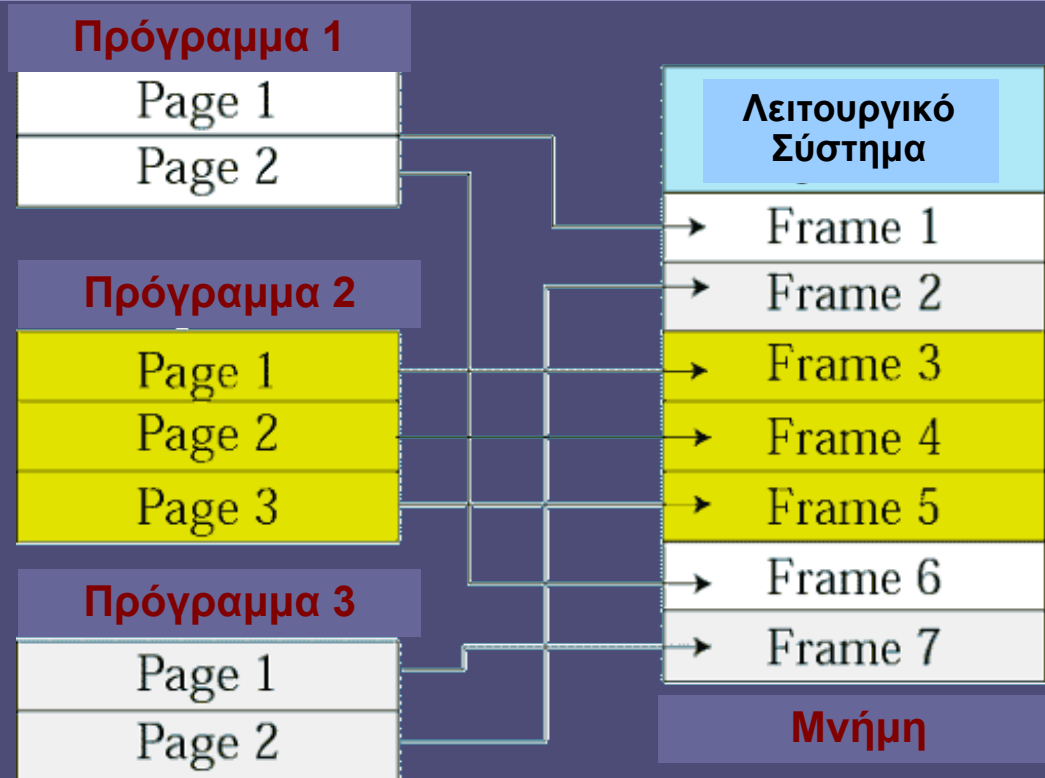 Πρόγραμμα 1
Page 1
Page 2
Πρόγραμμα 2
Page 1
Page 2
Page 3
Πρόγραμμα 3
Page 1
Page 2
Λειτουργικό
Σύστημα
Frame 1
Frame 2
Frame 3
Frame 4
Frame 5
Frame 6
Frame 7
Μνήμη